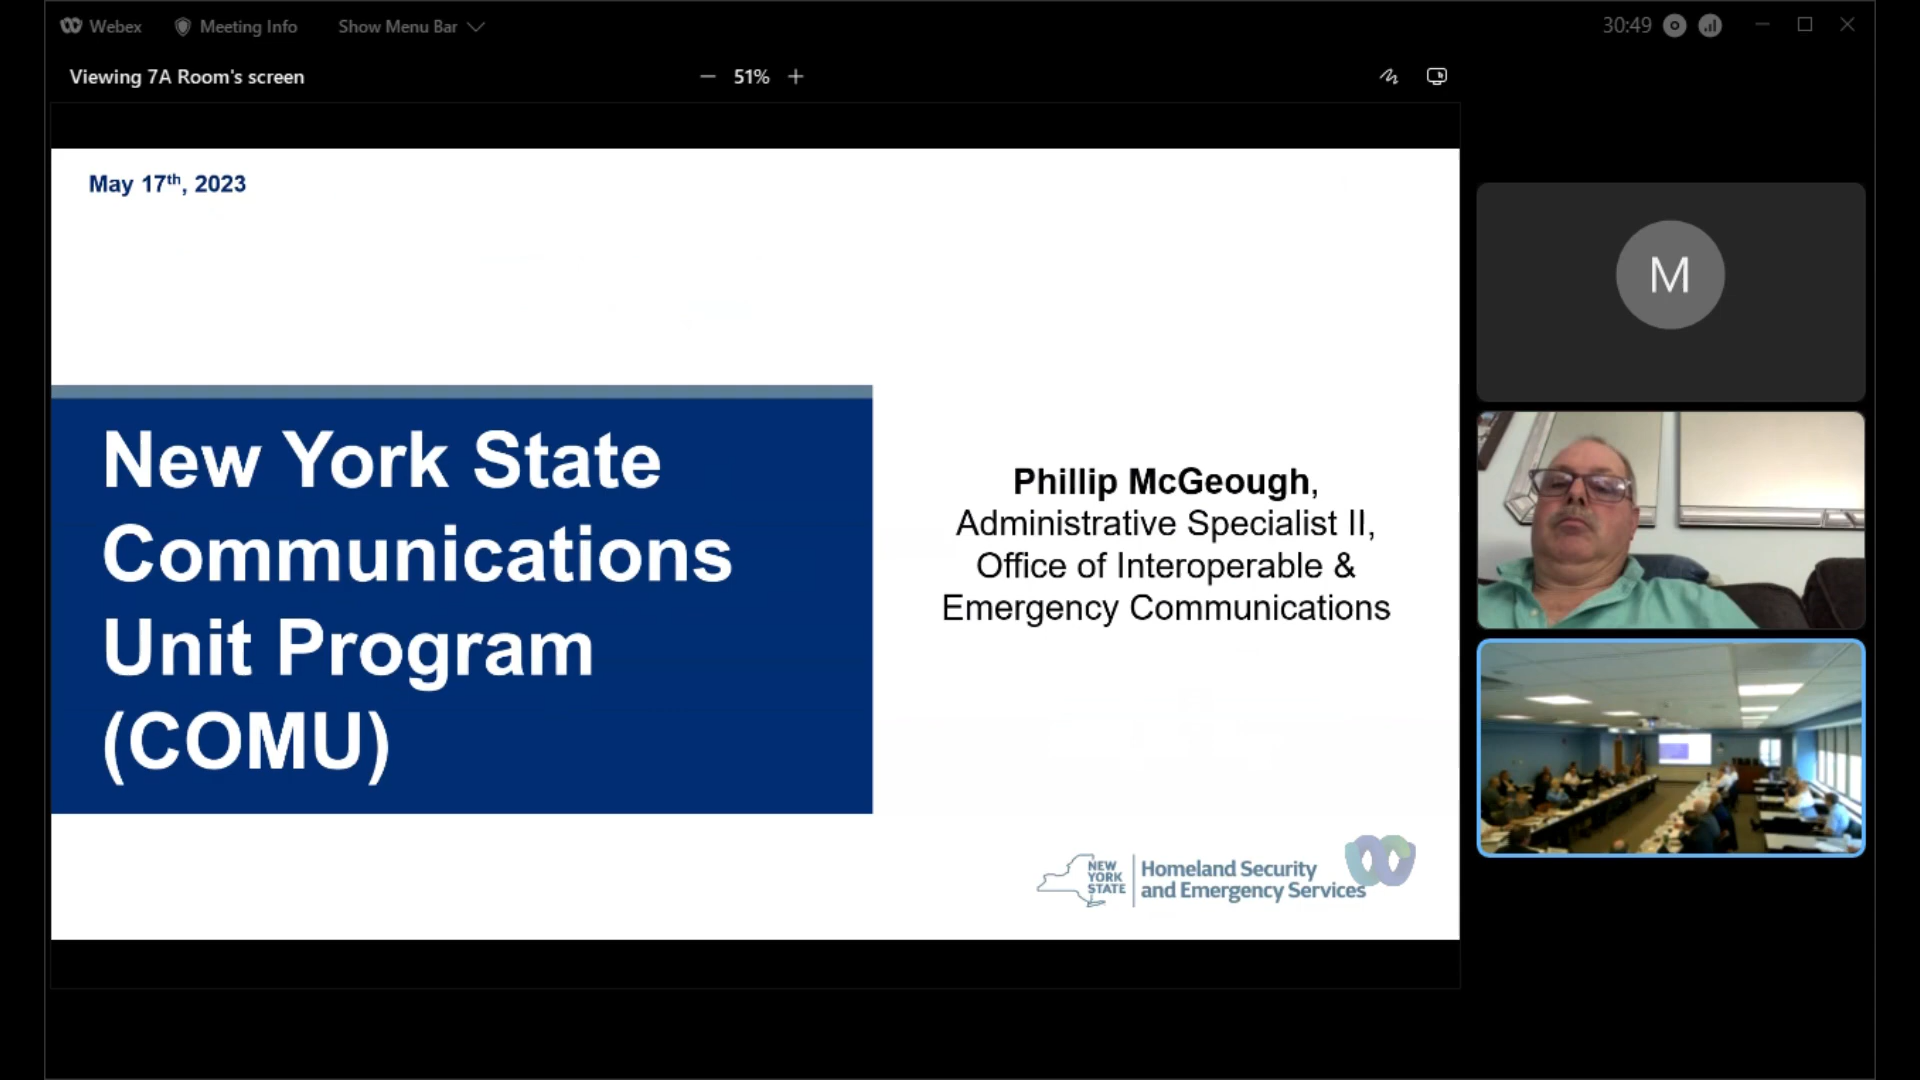 Webex
Meeting Info
Show Menu Bar
30:49
Viewing 7A Room's screen
51%
May 17th, 2023
New York State
Communications
Unit Program
(COMU)
Phillip McGeough,
Administrative Specialist II,
Office of Interoperable &
Emergency Communications
M
NEW
YORK
STATE
Homeland Security
and Emergency Services